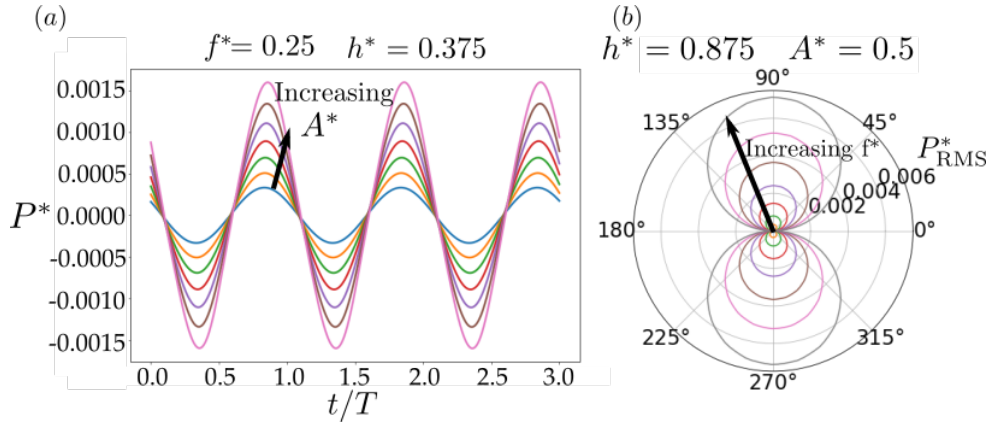 (a)
f*= 0.25 h* = 0.375
0.0015
0.0010
0.0005
0.0000
-0.0005
-0.0010
-0.0015
P*
Increasing
A*
0.0 0.5 1.0 1.5 2.0 2.5 3.0
t/T
(b)
h* = 0.875 A* = 0.5
90°
135° 45°
Increasing f*
P*RMS
0.006
0.004
0.002
180° 0°
225° 315°
270°